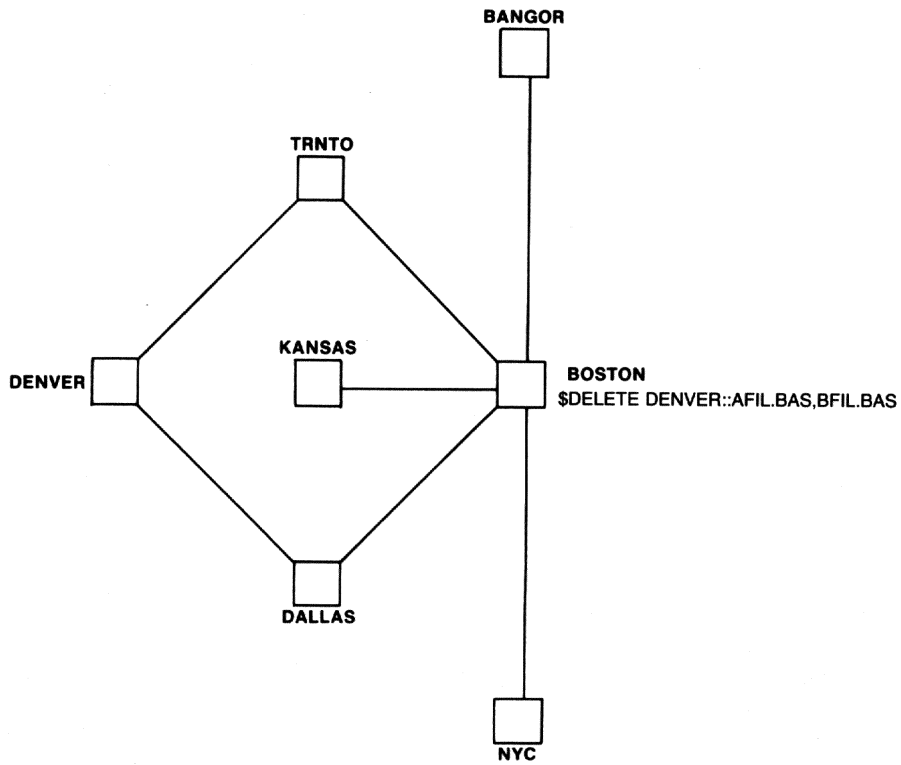 BANGOR
TRNTO
KANSAS
DENVER
BOSTON
$DELETE DENVER::AFIL.BAS,BFIL.BAS
DALLAS
NYC